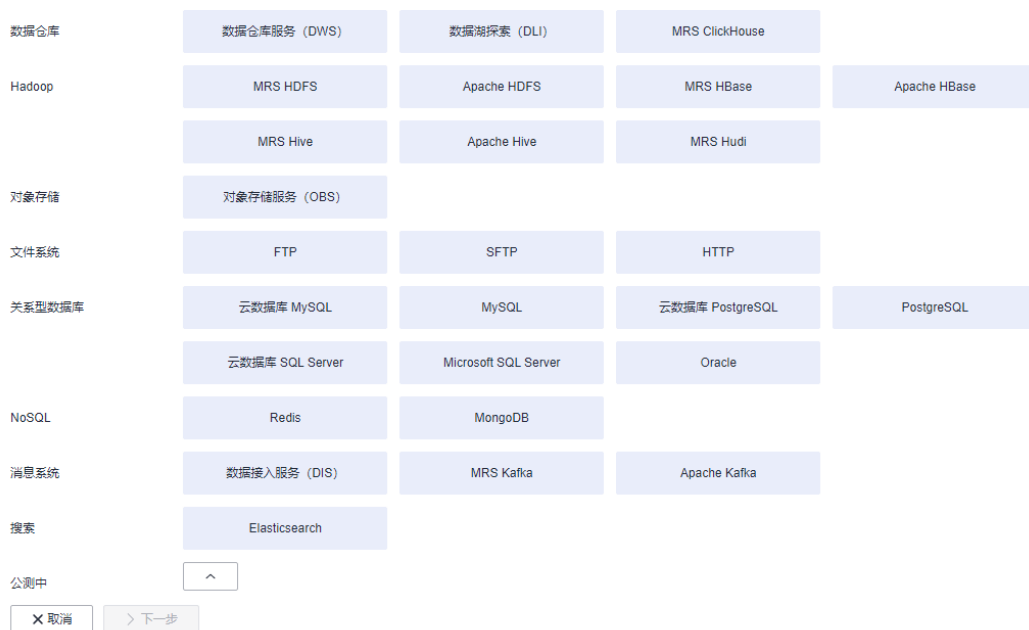 数据仓库 数据仓库服务（DWS） 数据湖探索（DLI） MRS ClickHouse
Hadoop MRS HDFS Apache HDFS MRS HBase Apache HBase
MRS Hive Apache Hive MRS Hudi
对象存储 对象存储服务（OBS）
文件系统 FTP SFTP HTTP
关系型数据库 云数据库 MySQL MySQL 云数据库 PostgreSQL PostgreSQL
云数据库 SQL Server Microsoft SQL Server Oracle
NoSQL Redis MongoDB
消息系统 数据接入服务（DIS） MRS Kafka Apache Kafka
搜索 Elasticsearch
公测中
取消 下一步